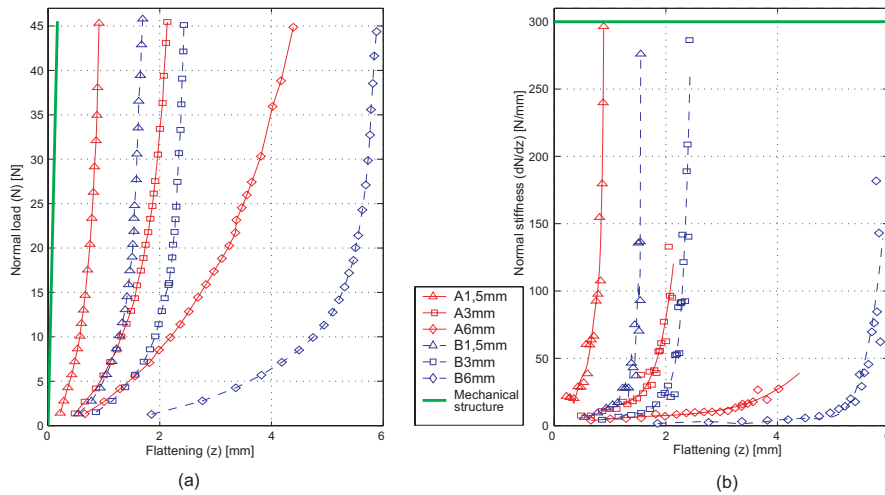 45
40
35
30
25
20
15
10
5
0
0
2
4
6
Normal load (N) [N]
Flattening (z) [mm]
(a)
A1,5mm
A3mm
A6mm
B1,5mm
B3mm
B6mm
Mechanical
structure
300
250
200
150
100
50
0
0
2
4
6
Normal stiffness (dN/dz) [N/mm]
Flattening (z) [mm]
(b)